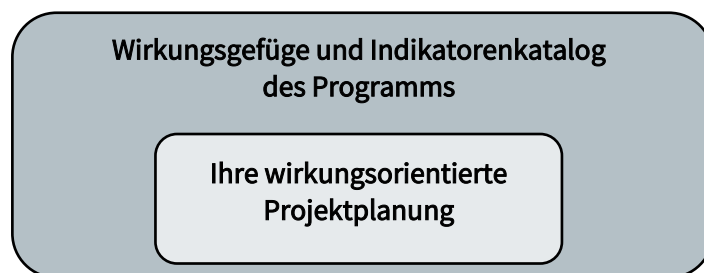 Wirkungsgefüge und Indikatorenkatalog
des Programms
Ihre wirkungsorientierte
Projektplanung